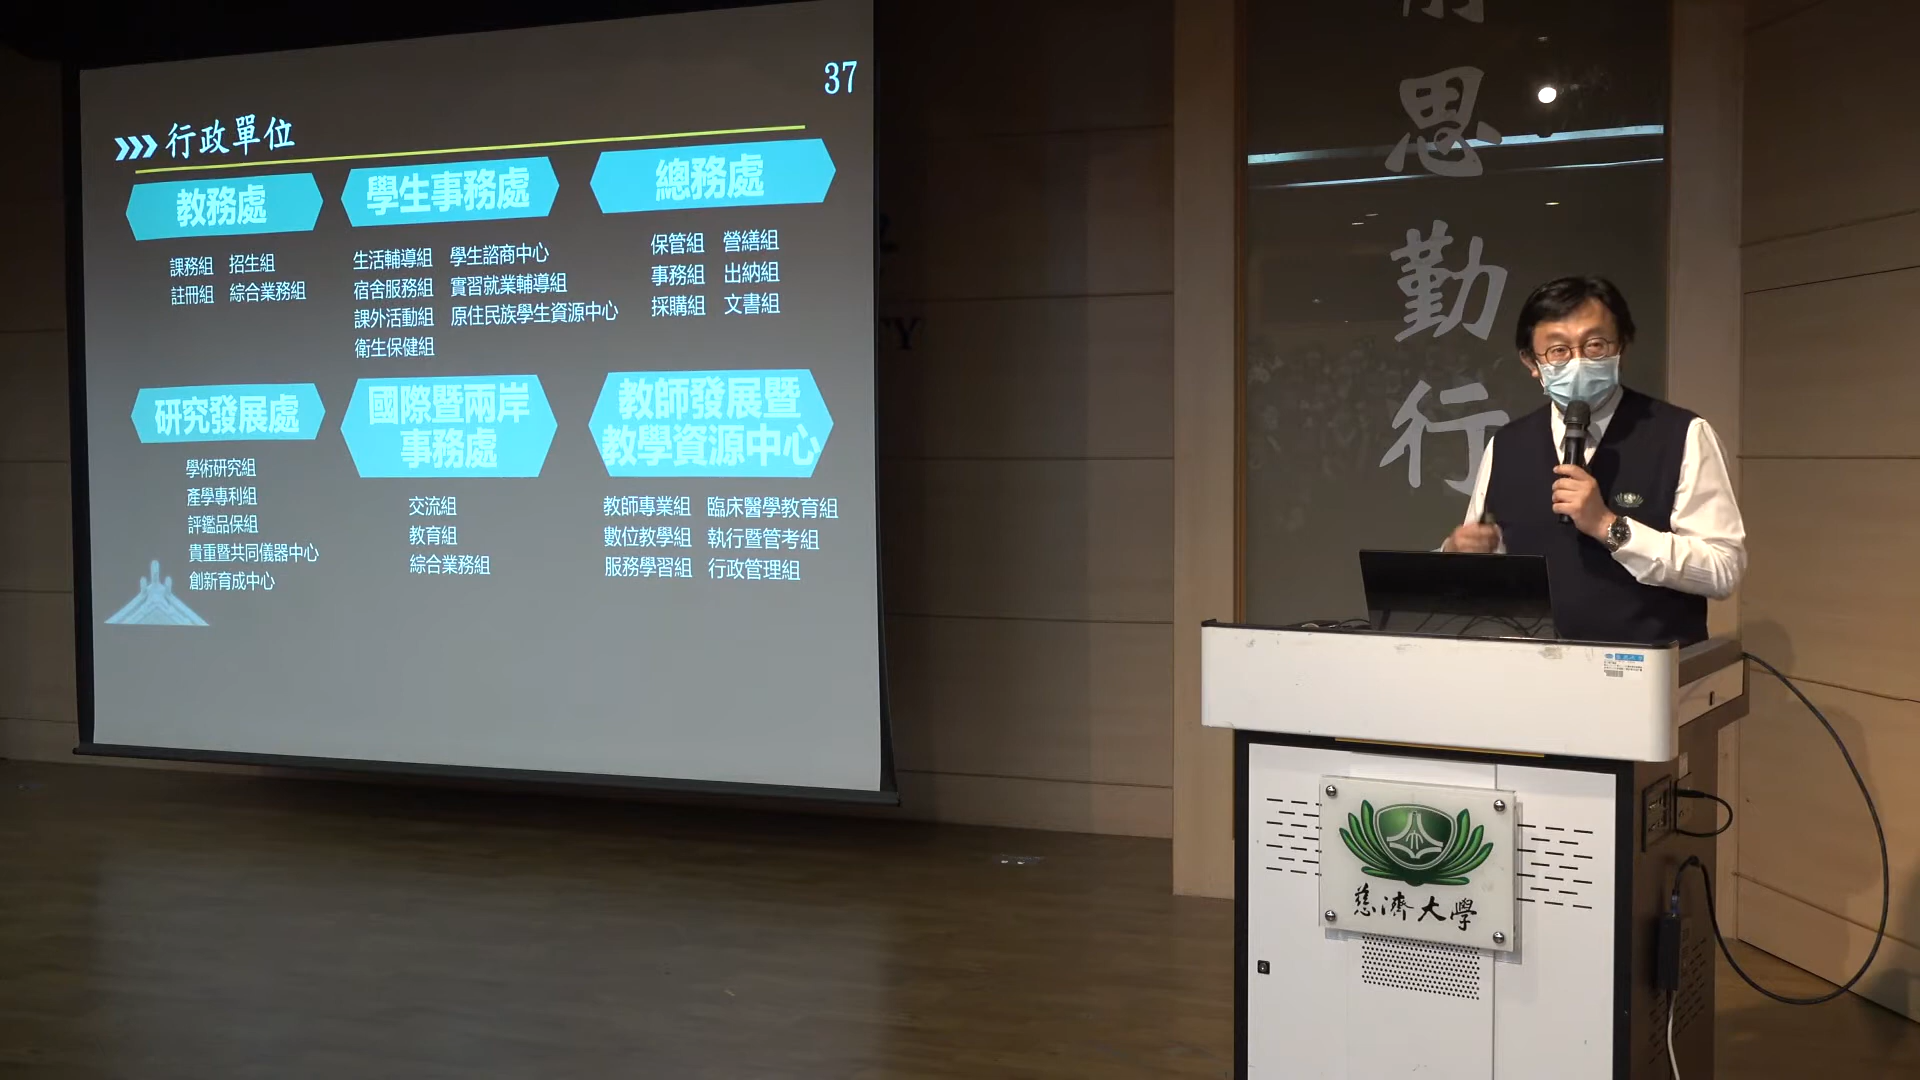 37
行政單位
教務處
課務組 招生組
註冊組 綜合業務組
學生事務處
生活輔導組 學生諮商中心
宿舍服務組 實習就業輔導組
課外活動組 原住民族學生資源中心
衛生保健組
總務處
保管組 營繕組
事務組 出納組
採購組 文書組
研究發展處
學術研究組
產學專利組
評鑑品保組
貴重暨共同儀器中心
創新育成中心
國際暨兩岸
事務處
交流組
教育組
綜合業務組
教師發展暨
教學資源中心
教師專業組 臨床醫學教育組
數位教學組 執行暨管考組
服務學習組 行政管理組
思
勤
行
慈濟大學